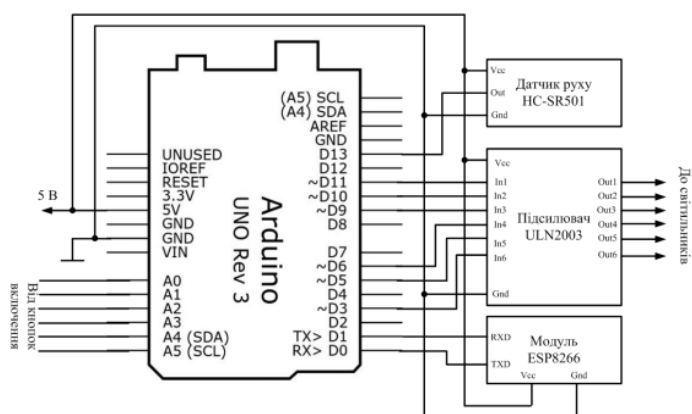 5 В
Від кнопок
включення
UNUSED
IOREF
RESET
3.3V
5V
GND
GND
VIN
A0
A1
A2
A3
A4 (SDA)
A5 (SCL)
Arduino
UNO Rev 3
(A5) SCL
(A4) SDA
AREF
GND
D13
D12
~D11
~D10
~D9
D8
D7
~D6
~D5
D4
~D3
D2
TX> D1
RX> D0
Vcc
Out
Gnd
Датчик руху
HC-SR501
Vcc
In1
In2
In3
In4
In5
In6
Gnd
Підсилювач
ULN2003
Out1
Out2
Out3
Out4
Out5
Out6
До світильників
RXD
TXD
Модуль
ESP8266
Vcc
Gnd